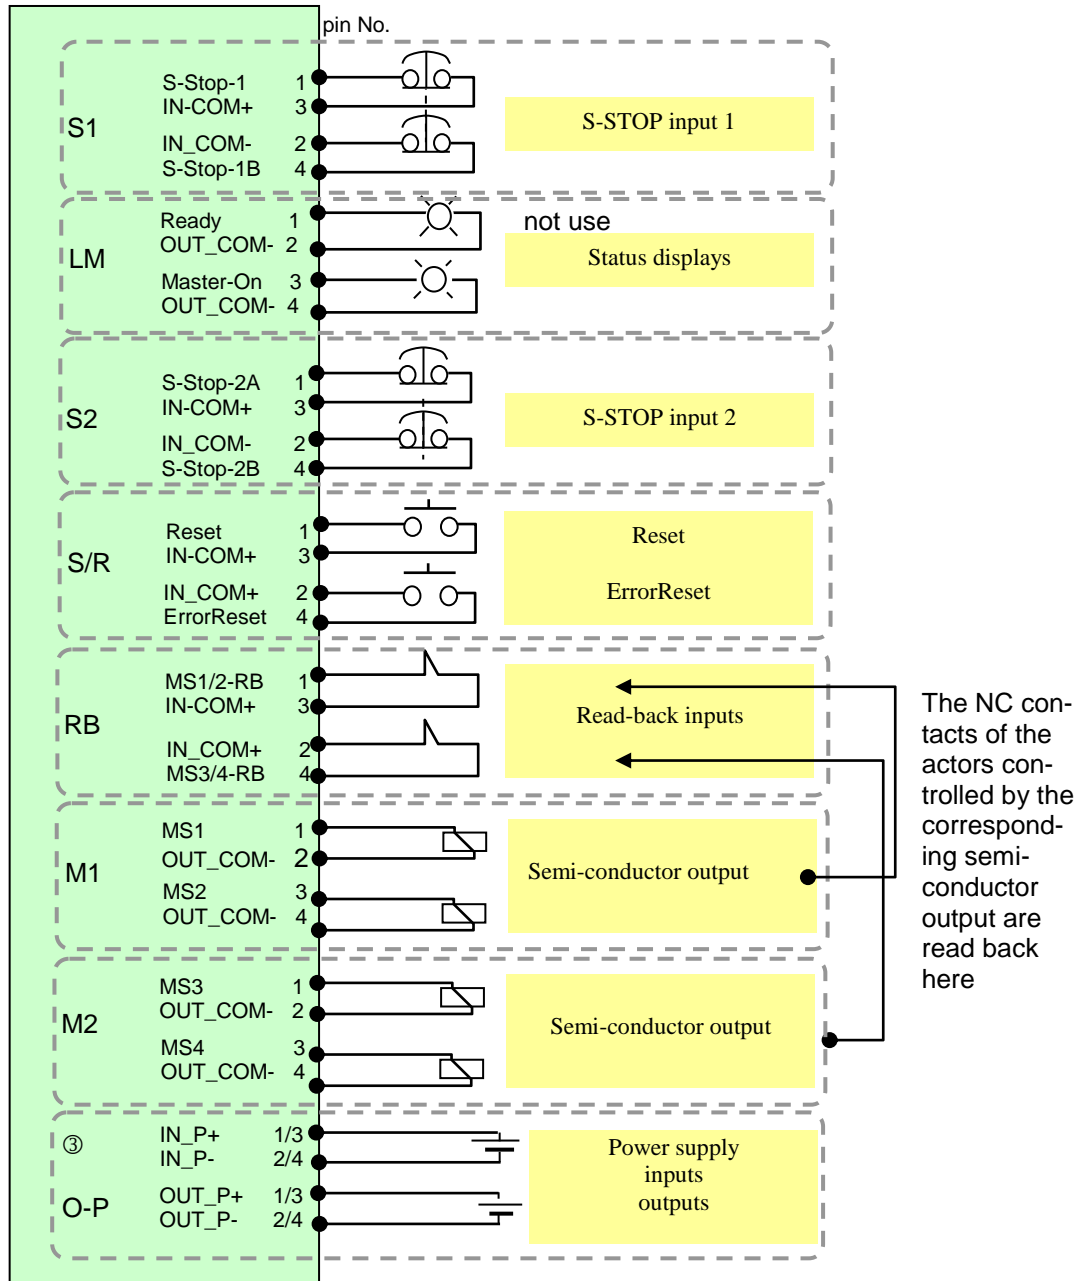 pin No.
S1
S-Stop-1 1
IN-COM+ 3
IN_COM- 2
S-Stop-1B 4
S-STOP input 1
LM
Ready 1
OUT_COM- 2
Master-On 3
OUT_COM- 4
not use
Status displays
S2
S-Stop-2A 1
IN-COM+ 3
IN_COM- 2
S-Stop-2B 4
S-STOP input 2
S/R
Reset 1
IN-COM+ 3
IN_COM+ 2
ErrorReset 4
Reset
ErrorReset
RB
MS1/2-RB 1
IN-COM+ 3
IN_COM+ 2
MS3/4-RB 4
Read-back inputs
The NC con-
tacts of the
actors con-
trolled by the
correspond-
ing semi-
conductor
output are
read back
here
M1
MS1 1
OUT_COM- 2
MS2 3
OUT_COM- 4
Semi-conductor output
M2
MS3 1
OUT_COM- 2
MS4 3
OUT_COM- 4
Semi-conductor output
③
O-P
IN_P+ 1/3
IN_P- 2/4
OUT_P+ 1/3
OUT_P- 2/4
Power supply
inputs
outputs